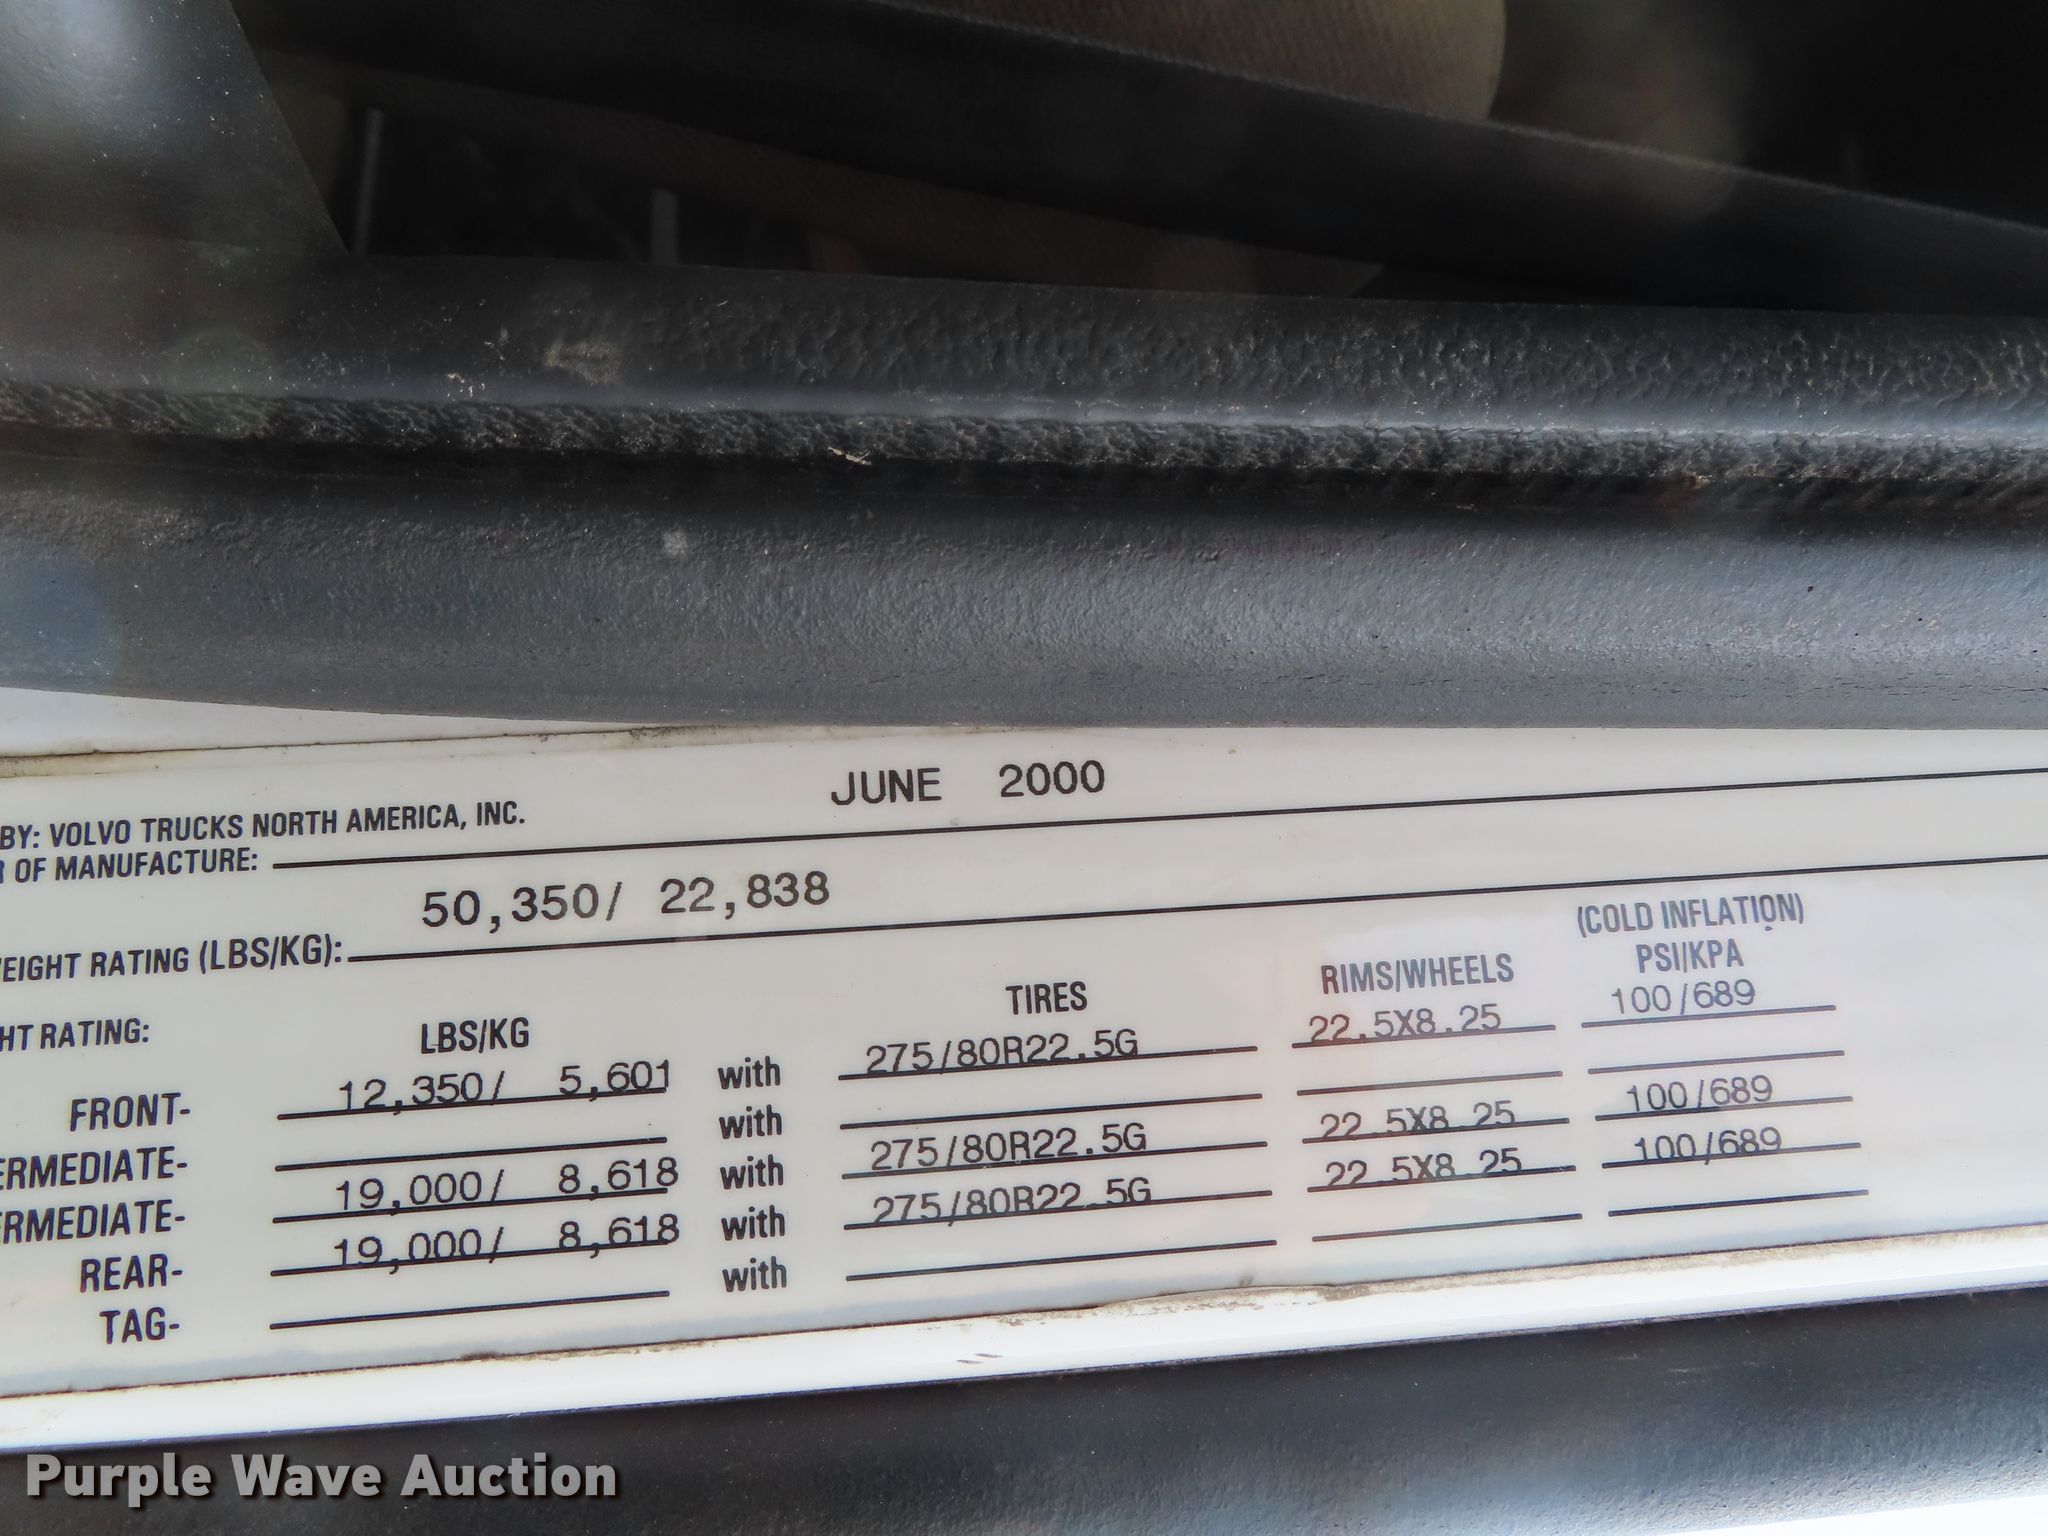 JUNE 2000
BY: VOLVO TRUCKS NORTH AMERICA, INC.
R OF MANUFACTURE:
50,350/ 22,838
EIGHT RATING (LBS/KG):
(COLD INFLATION)
HT RATING: LBS/KG TIRES RIMS/WHEELS PSI/KPA
FRONT- 12,350/ 5,601 with 275/80R22.5G 22.5X8.25 100/689
ERMEDIATE- with
ERMEDIATE- 19,000/ 8,618 with 275/80R22.5G 22.5X8.25 100/689
REAR- 19,000/ 8,618 with 275/80R22.5G 22.5X8.25 100/689
TAG- with
Purple Wave Auction